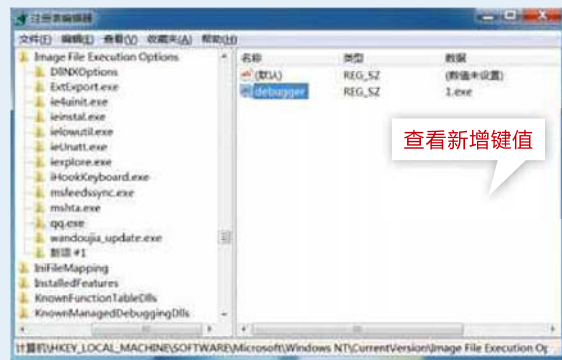 注册表编辑器
文件(F) 编辑(E) 查看(V) 收藏夹(A) 帮助(H)
Image File Execution Options
DllNXOptions
ExtExport.exe
ie4uinit.exe
ieinstal.exe
ielowutil.exe
ieUnatt.exe
iexplore.exe
iHookKeyboard.exe
msfeedssync.exe
mshta.exe
qq.exe
wandoujia_update.exe
新项 #1
IniFileMapping
InstalledFeatures
KnownFunctionTableDlls
KnownManagedDebuggingDlls
名称 类型 数据
(默认) REG_SZ (数值未设置)
debugger REG_SZ 1.exe
查看新增键值
计算机\HKEY_LOCAL_MACHINE\SOFTWARE\Microsoft\Windows NT\CurrentVersion\Image File Execution Op